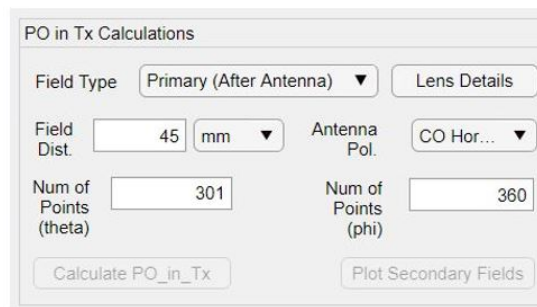 PO in Tx Calculations
Field Type Primary (After Antenna) Lens Details
Field Dist. 45 mm Antenna Pol. CO Hor...
Num of Points (theta) 301 Num of Points (phi) 360
Calculate PO_in_Tx Plot Secondary Fields